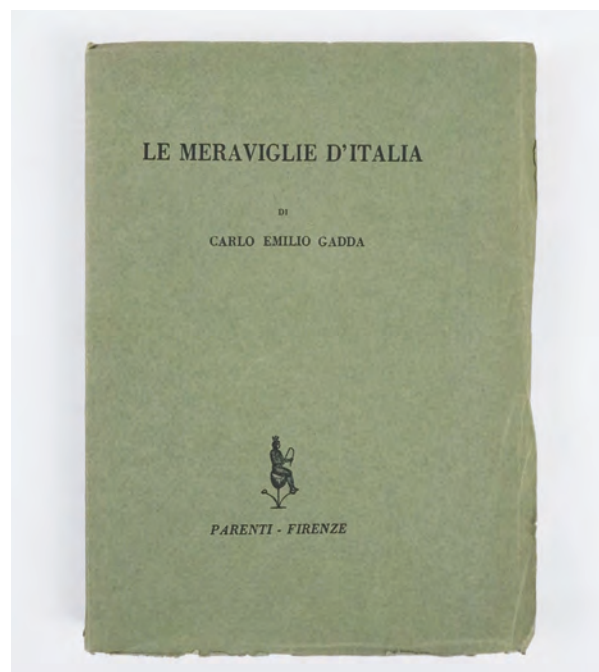 LE MERAVIGLIE D'ITALIA
DI
CARLO EMILIO GADDA
PARENTI - FIRENZE